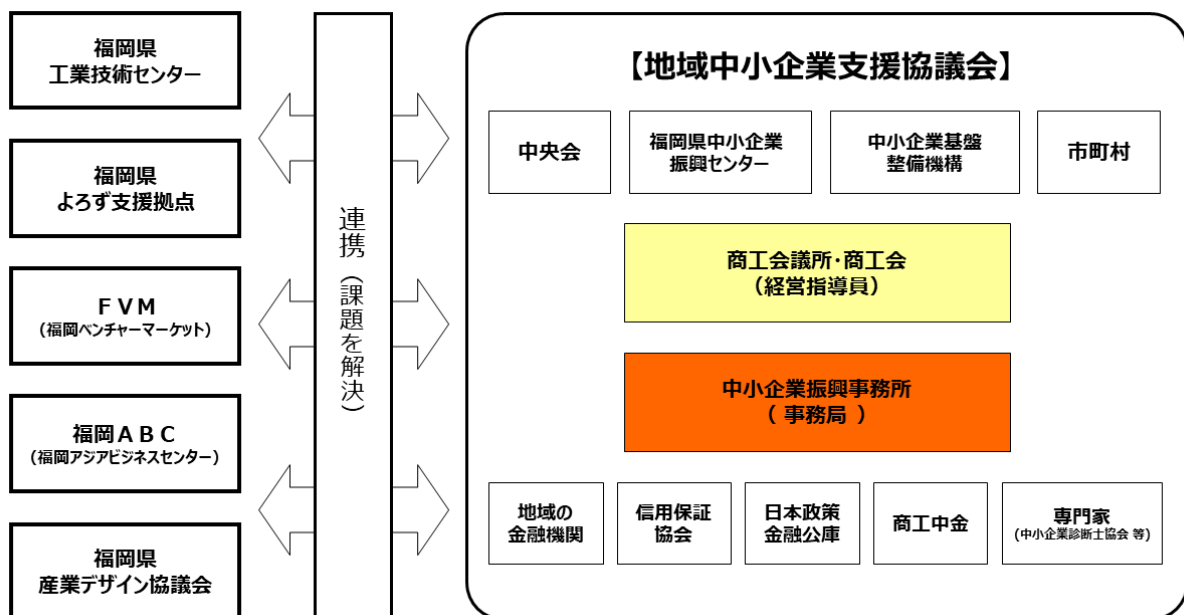 福岡県
工業技術センター
福岡県
よろず支援拠点
ＦＶＭ
(福岡ベンチャーマーケット)
福岡ＡＢＣ
(福岡アジアビジネスセンター)
福岡県
産業デザイン協議会
連携（課題を解決）
【地域中小企業支援協議会】
中央会
福岡県中小企業
振興センター
中小企業基盤
整備機構
市町村
商工会議所・商工会
（経営指導員）
中小企業振興事務所
（ 事務局 ）
地域の
金融機関
信用保証
協会
日本政策
金融公庫
商工中金
専門家
(中小企業診断士協会 等)